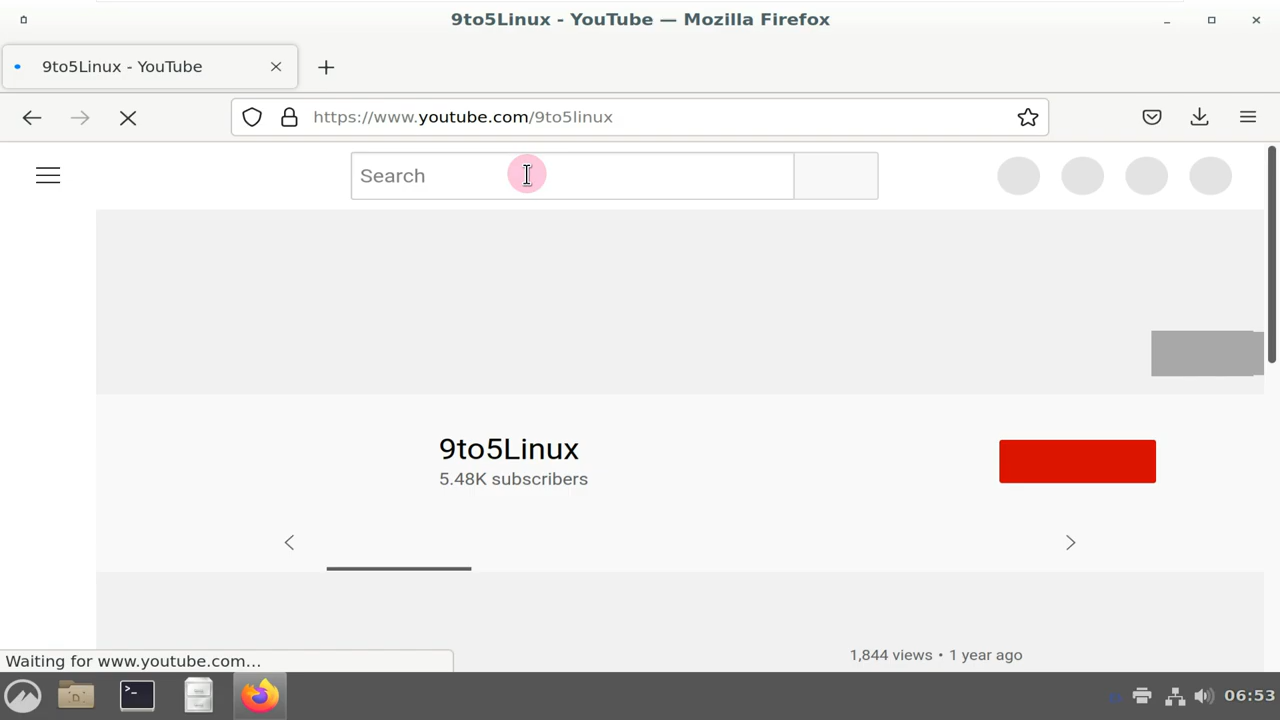 9to5Linux - YouTube — Mozilla Firefox
9to5Linux - YouTube
https://www.youtube.com/9to5linux
Search
9to5Linux
5.48K subscribers
1,844 views • 1 year ago
Waiting for www.youtube.com...
06:53